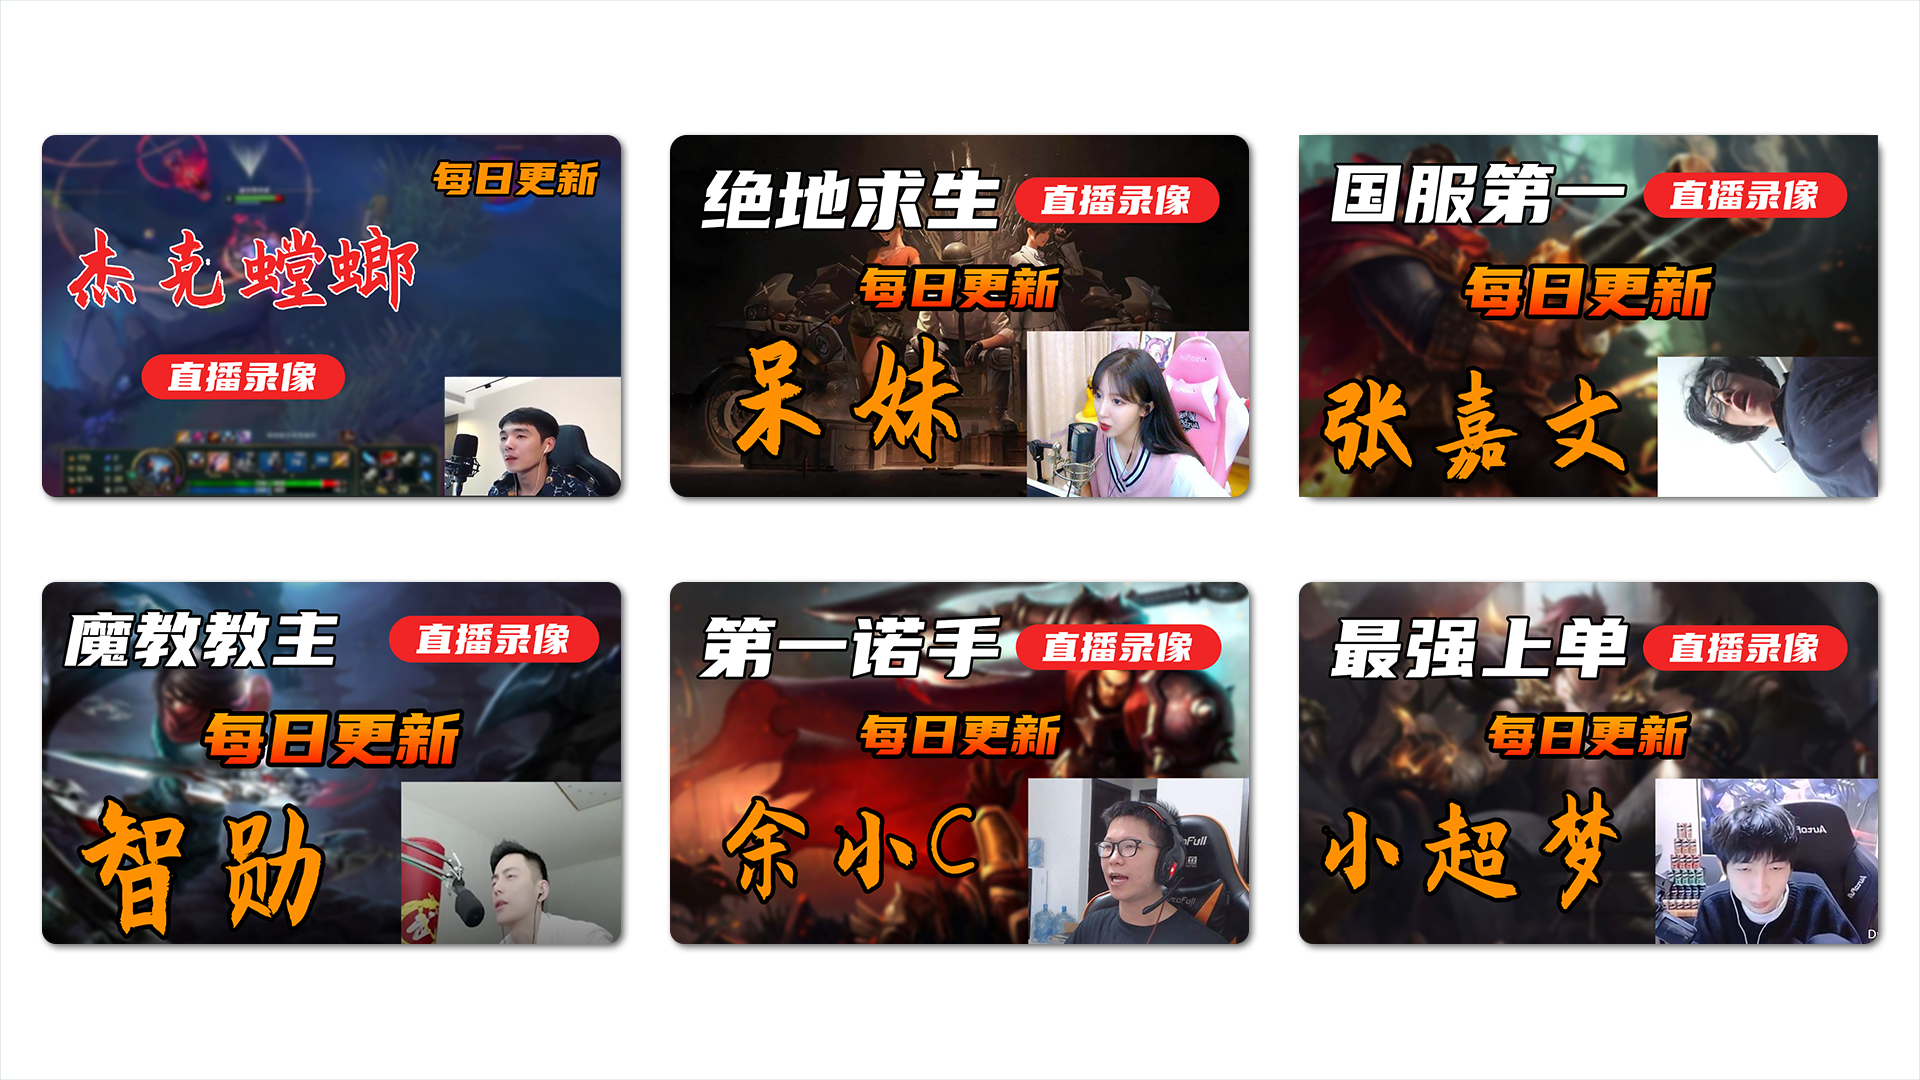 每日更新
杰克螳螂
直播录像
绝地求生
直播录像
每日更新
呆妹
国服第一
直播录像
每日更新
张嘉文
魔教教主
直播录像
每日更新
智勋
第一诺手
直播录像
每日更新
余小C
AutoFull
最强上单
直播录像
每日更新
小超梦
AutoFull